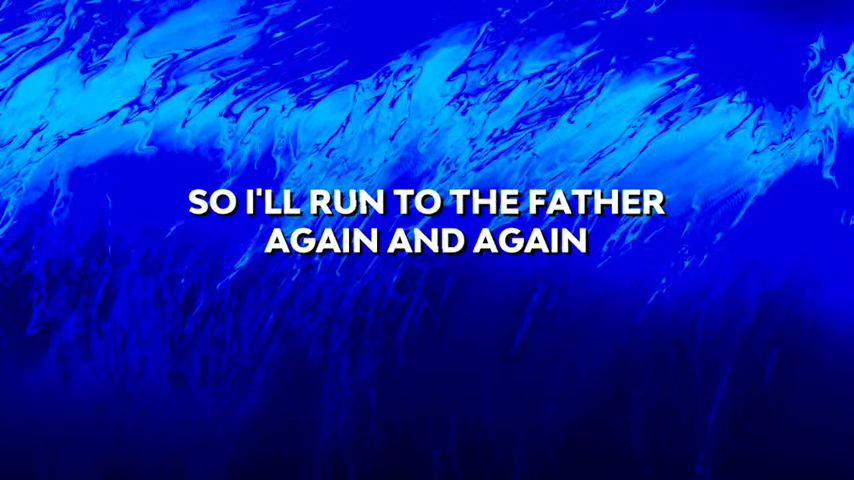 SO I'LL RUN TO THE FATHER
AGAIN AND AGAIN